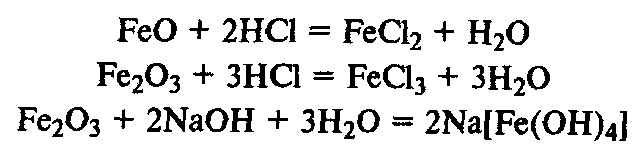 FeO + 2HCl = FeCl₂ + H₂O
Fe₂O₃ + 3HCl = FeCl₃ + 3H₂O
Fe₂O₃ + 2NaOH + 3H₂O = 2Na[Fe(OH)₄]